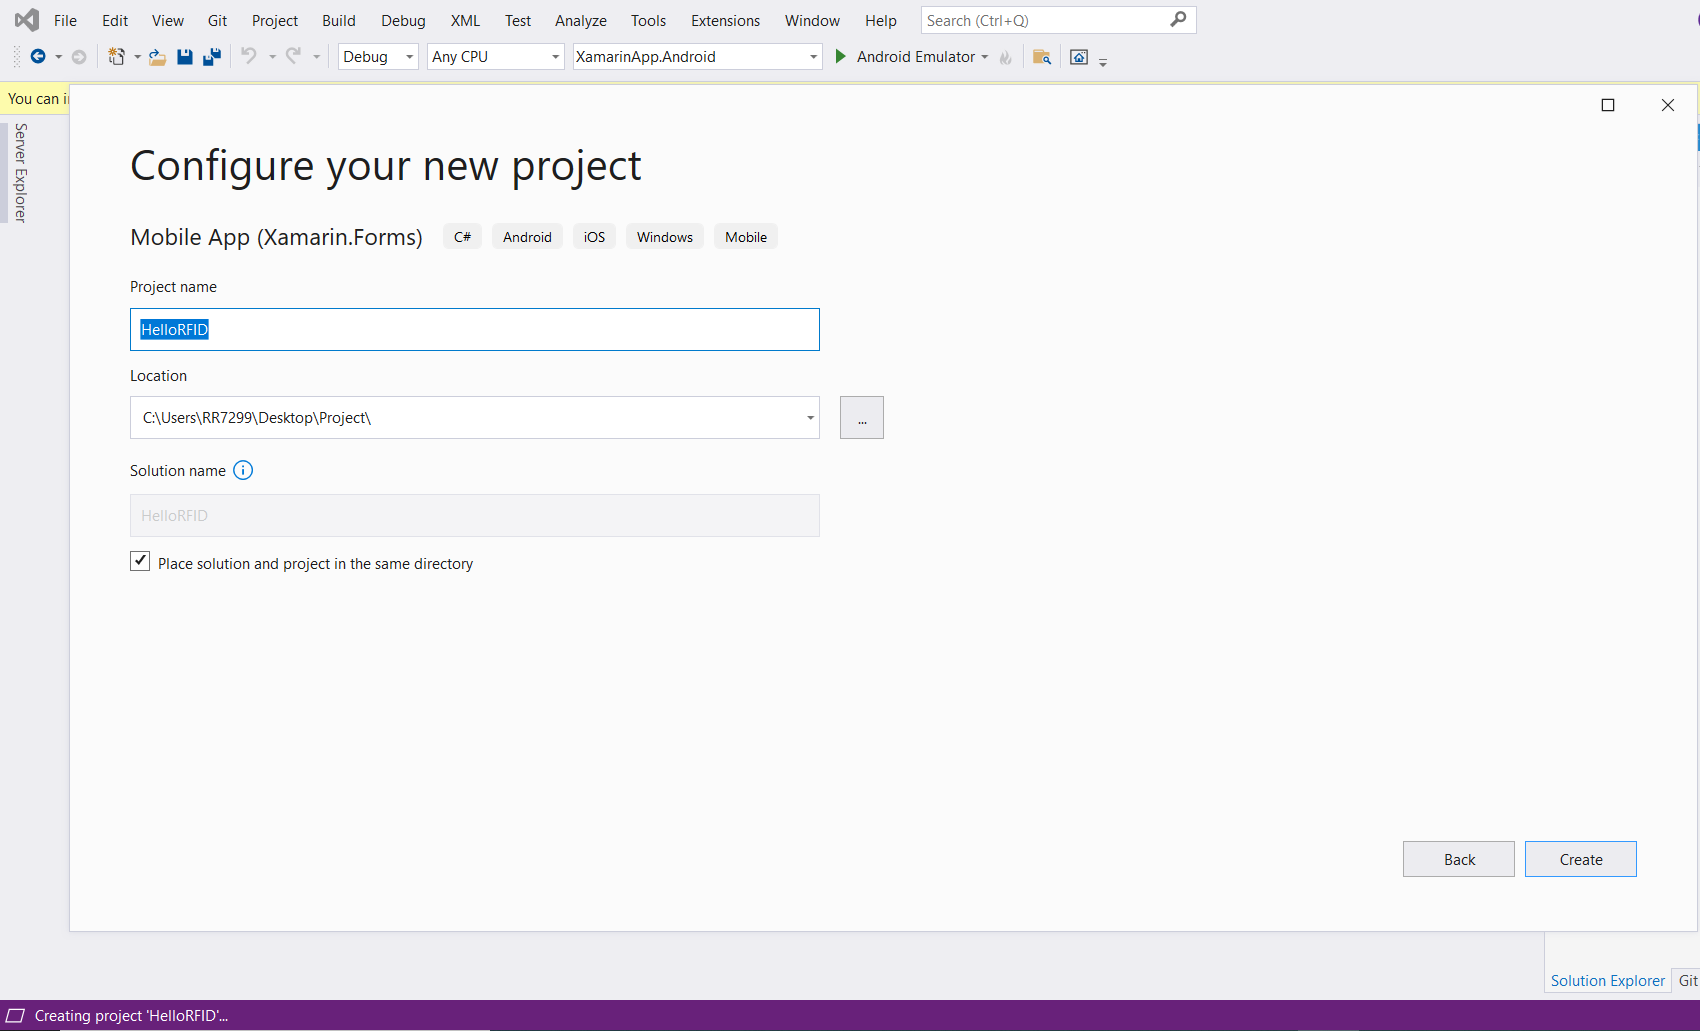 File Edit View Git Project Build Debug XML Test Analyze Tools Extensions Window Help Search (Ctrl+Q)
Debug Any CPU XamarinApp.Android Android Emulator
You can i
Server Explorer
Configure your new project
Mobile App (Xamarin.Forms) C# Android iOS Windows Mobile
Project name
HelloRFID
Location
C:\Users\RR7299\Desktop\Project\
...
Solution name
HelloRFID
Place solution and project in the same directory
Back Create
Solution Explorer Git
Creating project 'HelloRFID'...